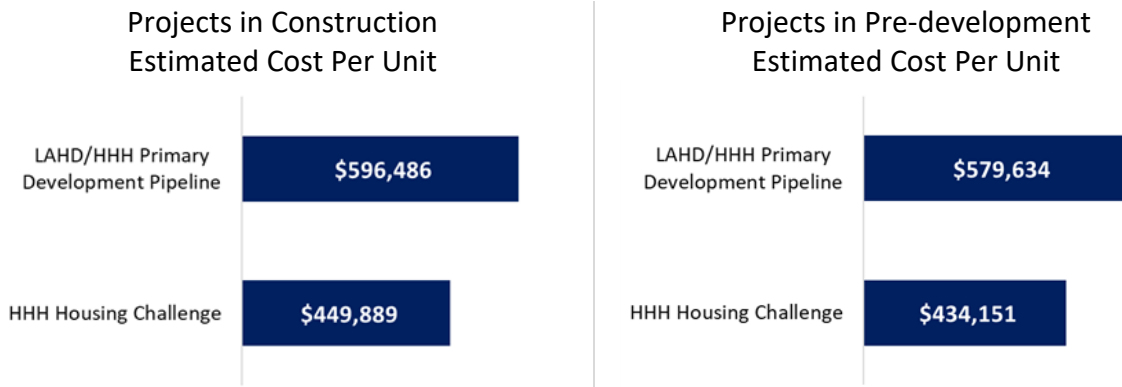 Projects in Construction
Estimated Cost Per Unit
LAHD/HHH Primary
Development Pipeline
$596,486
HHH Housing Challenge
$449,889
Projects in Pre-development
Estimated Cost Per Unit
LAHD/HHH Primary
Development Pipeline
$579,634
HHH Housing Challenge
$434,151